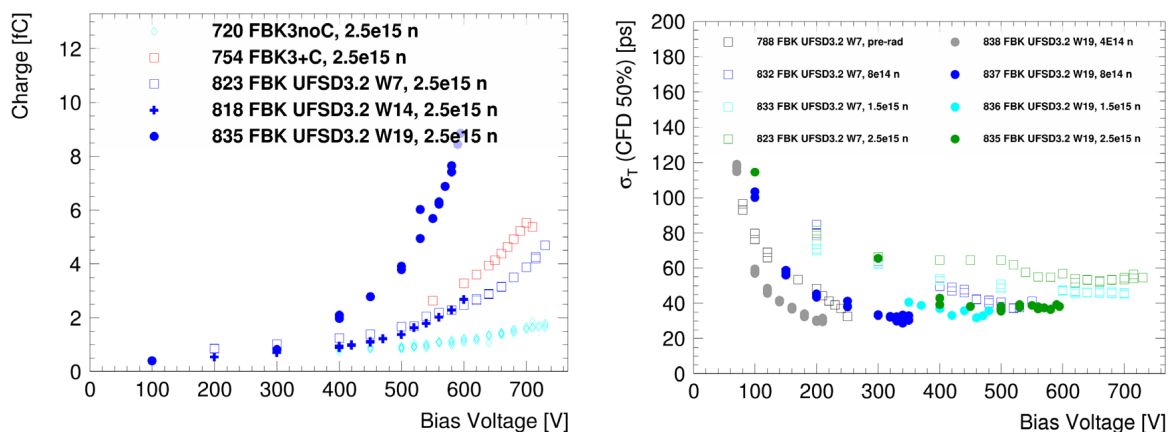 Charge [fC]
12
10
8
6
4
2
0
720 FBK3noC, 2.5e15 n
754 FBK3+C, 2.5e15 n
823 FBK UFSD3.2 W7, 2.5e15 n
818 FBK UFSD3.2 W14, 2.5e15 n
835 FBK UFSD3.2 W19, 2.5e15 n
0 100 200 300 400 500 600 700
Bias Voltage [V]
σT (CFD 50%) [ps]
200
180
160
140
120
100
80
60
40
20
0
788 FBK UFSD3.2 W7, pre-rad
832 FBK UFSD3.2 W7, 8e14 n
833 FBK UFSD3.2 W7, 1.5e15 n
823 FBK UFSD3.2 W7, 2.5e15 n
838 FBK UFSD3.2 W19, 4E14 n
837 FBK UFSD3.2 W19, 8e14 n
836 FBK UFSD3.2 W19, 1.5e15 n
835 FBK UFSD3.2 W19, 2.5e15 n
0 100 200 300 400 500 600 700
Bias Voltage [V]